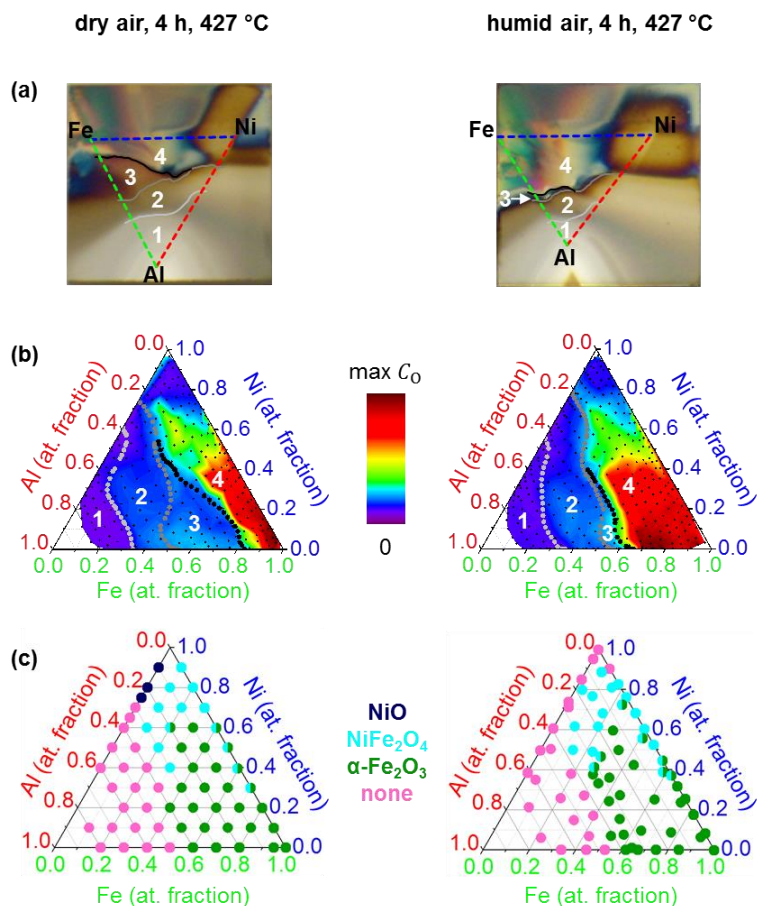 dry air, 4 h, 427 °C
humid air, 4 h, 427 °C
(a)
Fe
Ni
4
3
2
1
Al
Fe
Ni
4
3
2
1
Al
(b)
Al (at. fraction)
0.0
0.2
0.4
0.6
0.8
1.0
Ni (at. fraction)
1.0
0.8
0.6
0.4
0.2
0.0
1
2
3
4
0.0 0.2 0.4 0.6 0.8 1.0
Fe (at. fraction)
max C_O
0
Al (at. fraction)
0.0
0.2
0.4
0.6
0.8
1.0
Ni (at. fraction)
1.0
0.8
0.6
0.4
0.2
0.0
1
2
3
4
0.0 0.2 0.4 0.6 0.8 1.0
Fe (at. fraction)
(c)
Al (at. fraction)
0.0
0.2
0.4
0.6
0.8
1.0
Ni (at. fraction)
1.0
0.8
0.6
0.4
0.2
0.0
0.0 0.2 0.4 0.6 0.8 1.0
Fe (at. fraction)
NiO
NiFe₂O₄
α-Fe₂O₃
none
Al (at. fraction)
0.0
0.2
0.4
0.6
0.8
1.0
Ni (at. fraction)
1.0
0.8
0.6
0.4
0.2
0.0
0.0 0.2 0.4 0.6 0.8 1.0
Fe (at. fraction)